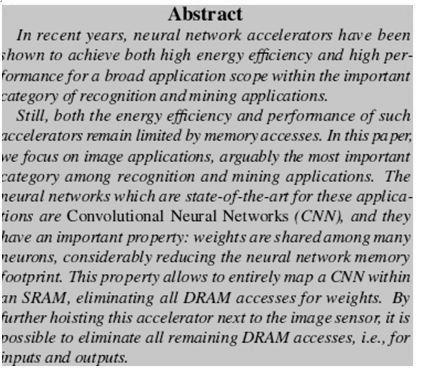 Abstract
In recent years, neural network accelerators have been
shown to achieve both high energy efficiency and high per-
formance for a broad application scope within the important
category of recognition and mining applications.
Still, both the energy efficiency and performance of such
accelerators remain limited by memory accesses. In this paper,
we focus on image applications, arguably the most important
category among recognition and mining applications. The
neural networks which are state-of-the-art for these applica-
tions are Convolutional Neural Networks (CNN), and they
have an important property: weights are shared among many
neurons, considerably reducing the neural network memory
footprint. This property allows to entirely map a CNN within
an SRAM, eliminating all DRAM accesses for weights. By
further hoisting this accelerator next to the image sensor, it is
possible to eliminate all remaining DRAM accesses, i.e., for
inputs and outputs.